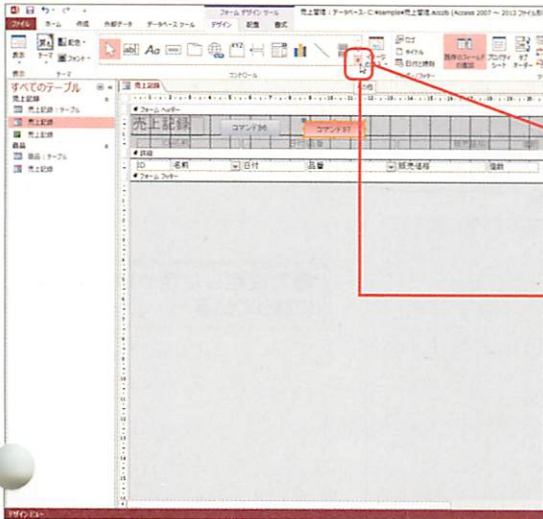 フォーム デザイン ツール
売上管理 : データベース- C:¥sample¥売上管理.accdb (Access 2007 ～ 2013 ファイル形
ファイル ホーム 作成 外部データ データベース ツール デザイン 配置 書式
表示 テーマ 配色 フォント
ロゴ
タイトル
日付と時刻
既存のフィールドの追加
プロパティ シート
タブ オーダー
表示 テーマ コントロール
すべてのテーブル
売上記録
売上記録 : テーブル
売上記録
売上記録
商品
商品 : テーブル
売上記録
売上記録
フォーム ヘッダー
売上記録 コマンド96 コマンド97
詳細
ID 名前 日付 品番 販売価格 個数
フォーム フッター
デザイン ビュー